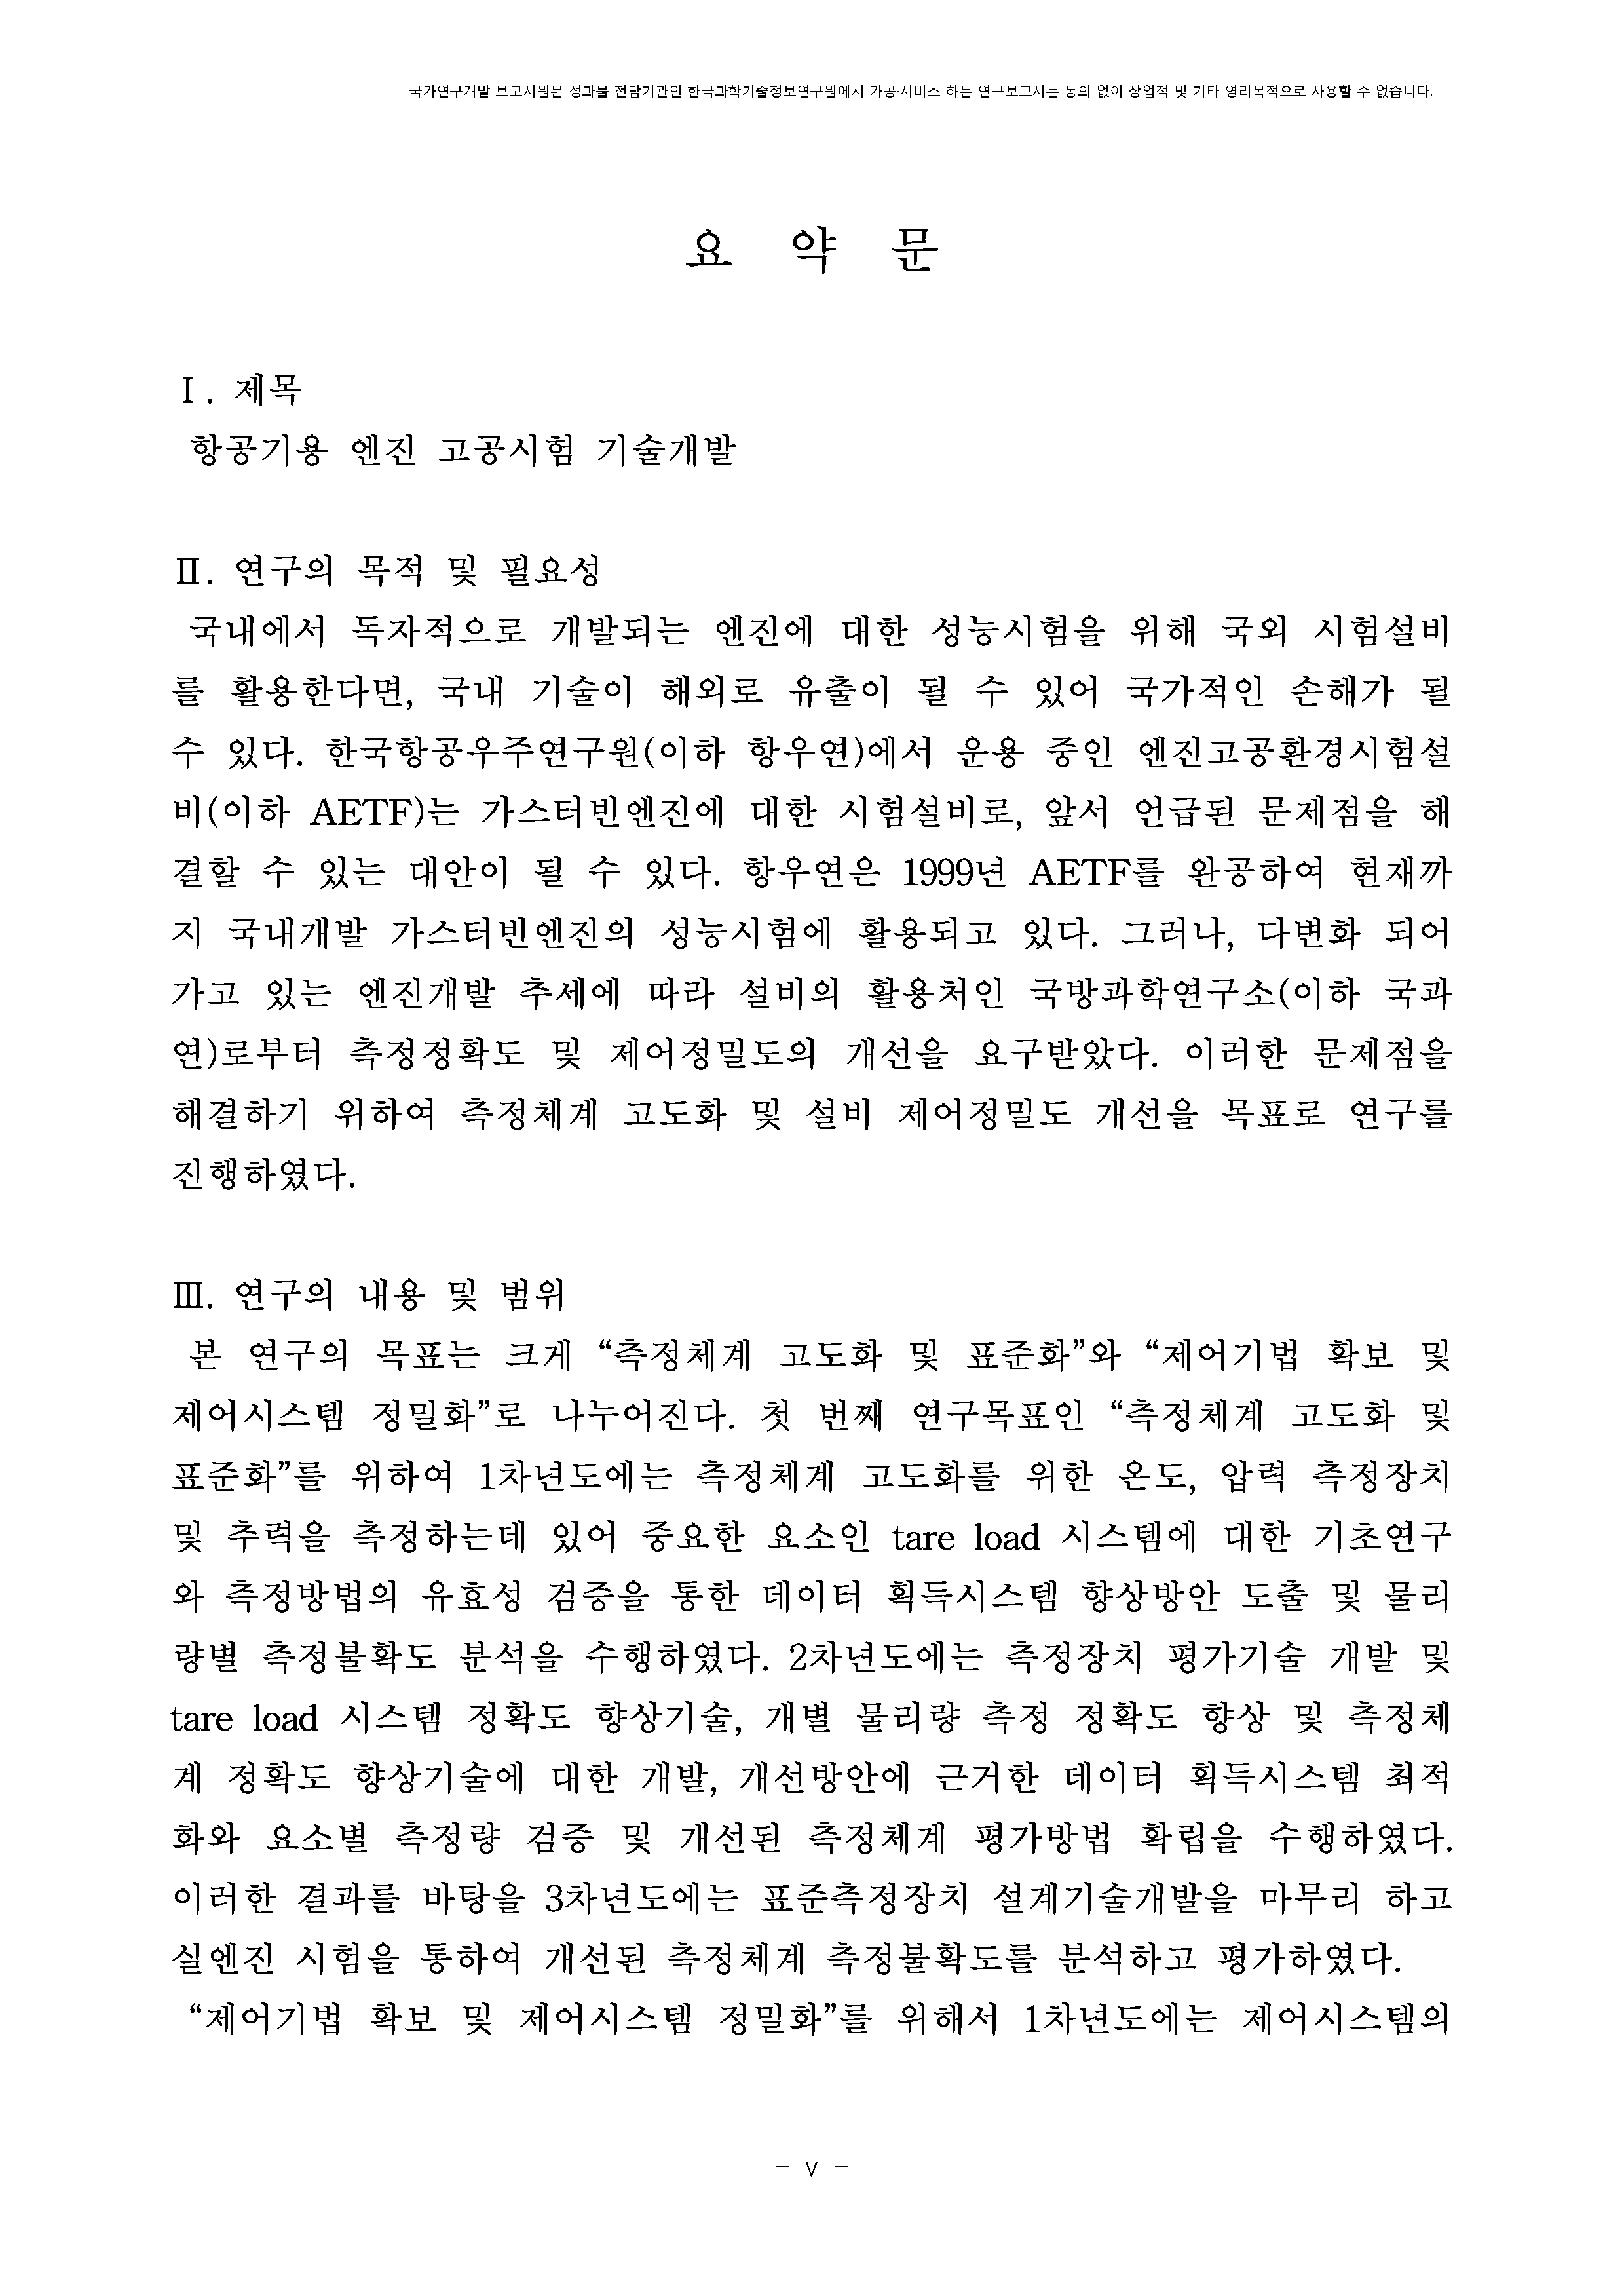 국가연구개발 보고서원문 성과물 전담기관인 한국과학기술정보연구원에서 가공·서비스 하는 연구보고서는 동의 없이 상업적 및 기타 영리목적으로 사용할 수 없습니다.
요 약 문
Ⅰ. 제목
항공기용 엔진 고공시험 기술개발
Ⅱ. 연구의 목적 및 필요성
국내에서 독자적으로 개발되는 엔진에 대한 성능시험을 위해 국외 시험설비
를 활용한다면, 국내 기술이 해외로 유출이 될 수 있어 국가적인 손해가 될
수 있다. 한국항공우주연구원(이하 항우연)에서 운용 중인 엔진고공환경시험설
비(이하 AETF)는 가스터빈엔진에 대한 시험설비로, 앞서 언급된 문제점을 해
결할 수 있는 대안이 될 수 있다. 항우연은 1999년 AETF를 완공하여 현재까
지 국내개발 가스터빈엔진의 성능시험에 활용되고 있다. 그러나, 다변화 되어
가고 있는 엔진개발 추세에 따라 설비의 활용처인 국방과학연구소(이하 국과
연)로부터 측정정확도 및 제어정밀도의 개선을 요구받았다. 이러한 문제점을
해결하기 위하여 측정체계 고도화 및 설비 제어정밀도 개선을 목표로 연구를
진행하였다.
Ⅲ. 연구의 내용 및 범위
본 연구의 목표는 크게 “측정체계 고도화 및 표준화”와 “제어기법 확보 및
제어시스템 정밀화”로 나누어진다. 첫 번째 연구목표인 “측정체계 고도화 및
표준화”를 위하여 1차년도에는 측정체계 고도화를 위한 온도, 압력 측정장치
및 추력을 측정하는데 있어 중요한 요소인 tare load 시스템에 대한 기초연구
와 측정방법의 유효성 검증을 통한 데이터 획득시스템 향상방안 도출 및 물리
량별 측정불확도 분석을 수행하였다. 2차년도에는 측정장치 평가기술 개발 및
tare load 시스템 정확도 향상기술, 개별 물리량 측정 정확도 향상 및 측정체
계 정확도 향상기술에 대한 개발, 개선방안에 근거한 데이터 획득시스템 최적
화와 요소별 측정량 검증 및 개선된 측정체계 평가방법 확립을 수행하였다.
이러한 결과를 바탕을 3차년도에는 표준측정장치 설계기술개발을 마무리 하고
실엔진 시험을 통하여 개선된 측정체계 측정불확도를 분석하고 평가하였다.
“제어기법 확보 및 제어시스템 정밀화”를 위해서 1차년도에는 제어시스템의
- V -